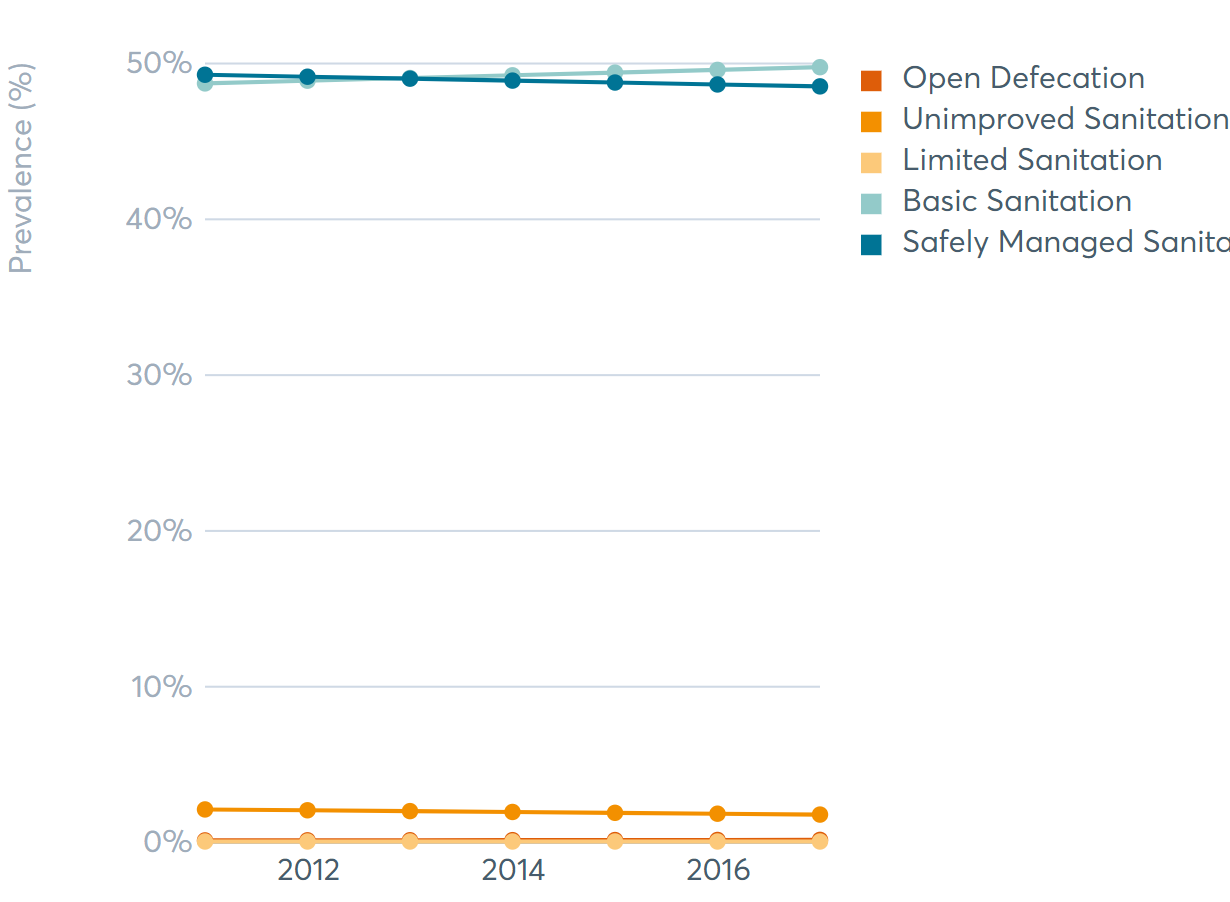 Prevalence (%)
50%
40%
30%
20%
10%
0%
2012
2014
2016
Open Defecation
Unimproved Sanitation
Limited Sanitation
Basic Sanitation
Safely Managed Sanita